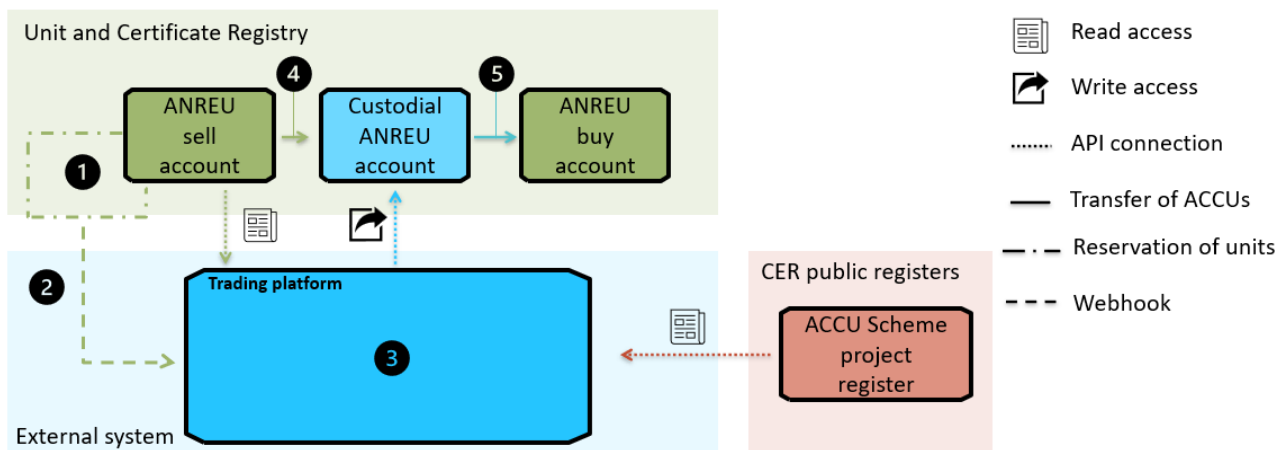 Unit and Certificate Registry
ANREU
sell
account
4
Custodial
ANREU
account
5
ANREU
buy
account
1
2
Trading platform
3
External system
CER public registers
ACCU Scheme
project
register
Read access
Write access
API connection
Transfer of ACCUs
Reservation of units
Webhook